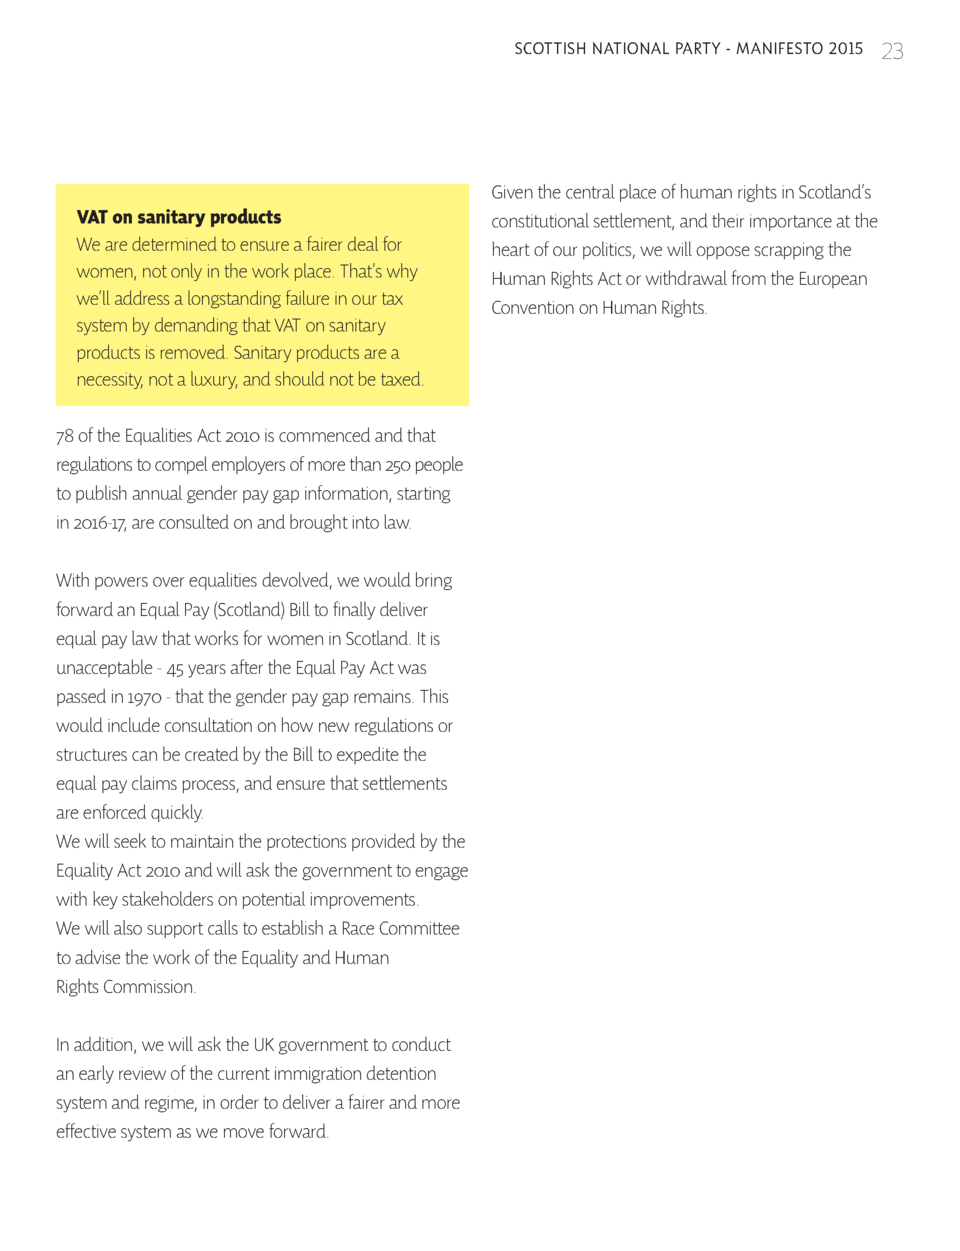 SCOTTISH NATIONAL PARTY - MANIFESTO 2015 23
VAT on sanitary products
We are determined to ensure a fairer deal for
women, not only in the work place. That’s why
we’ll address a longstanding failure in our tax
system by demanding that VAT on sanitary
products is removed. Sanitary products are a
necessity, not a luxury, and should not be taxed.
78 of the Equalities Act 2010 is commenced and that
regulations to compel employers of more than 250 people
to publish annual gender pay gap information, starting
in 2016-17, are consulted on and brought into law.
With powers over equalities devolved, we would bring
forward an Equal Pay (Scotland) Bill to finally deliver
equal pay law that works for women in Scotland. It is
unacceptable - 45 years after the Equal Pay Act was
passed in 1970 - that the gender pay gap remains. This
would include consultation on how new regulations or
structures can be created by the Bill to expedite the
equal pay claims process, and ensure that settlements
are enforced quickly.
We will seek to maintain the protections provided by the
Equality Act 2010 and will ask the government to engage
with key stakeholders on potential improvements.
We will also support calls to establish a Race Committee
to advise the work of the Equality and Human
Rights Commission.
In addition, we will ask the UK government to conduct
an early review of the current immigration detention
system and regime, in order to deliver a fairer and more
effective system as we move forward.
Given the central place of human rights in Scotland’s
constitutional settlement, and their importance at the
heart of our politics, we will oppose scrapping the
Human Rights Act or withdrawal from the European
Convention on Human Rights.